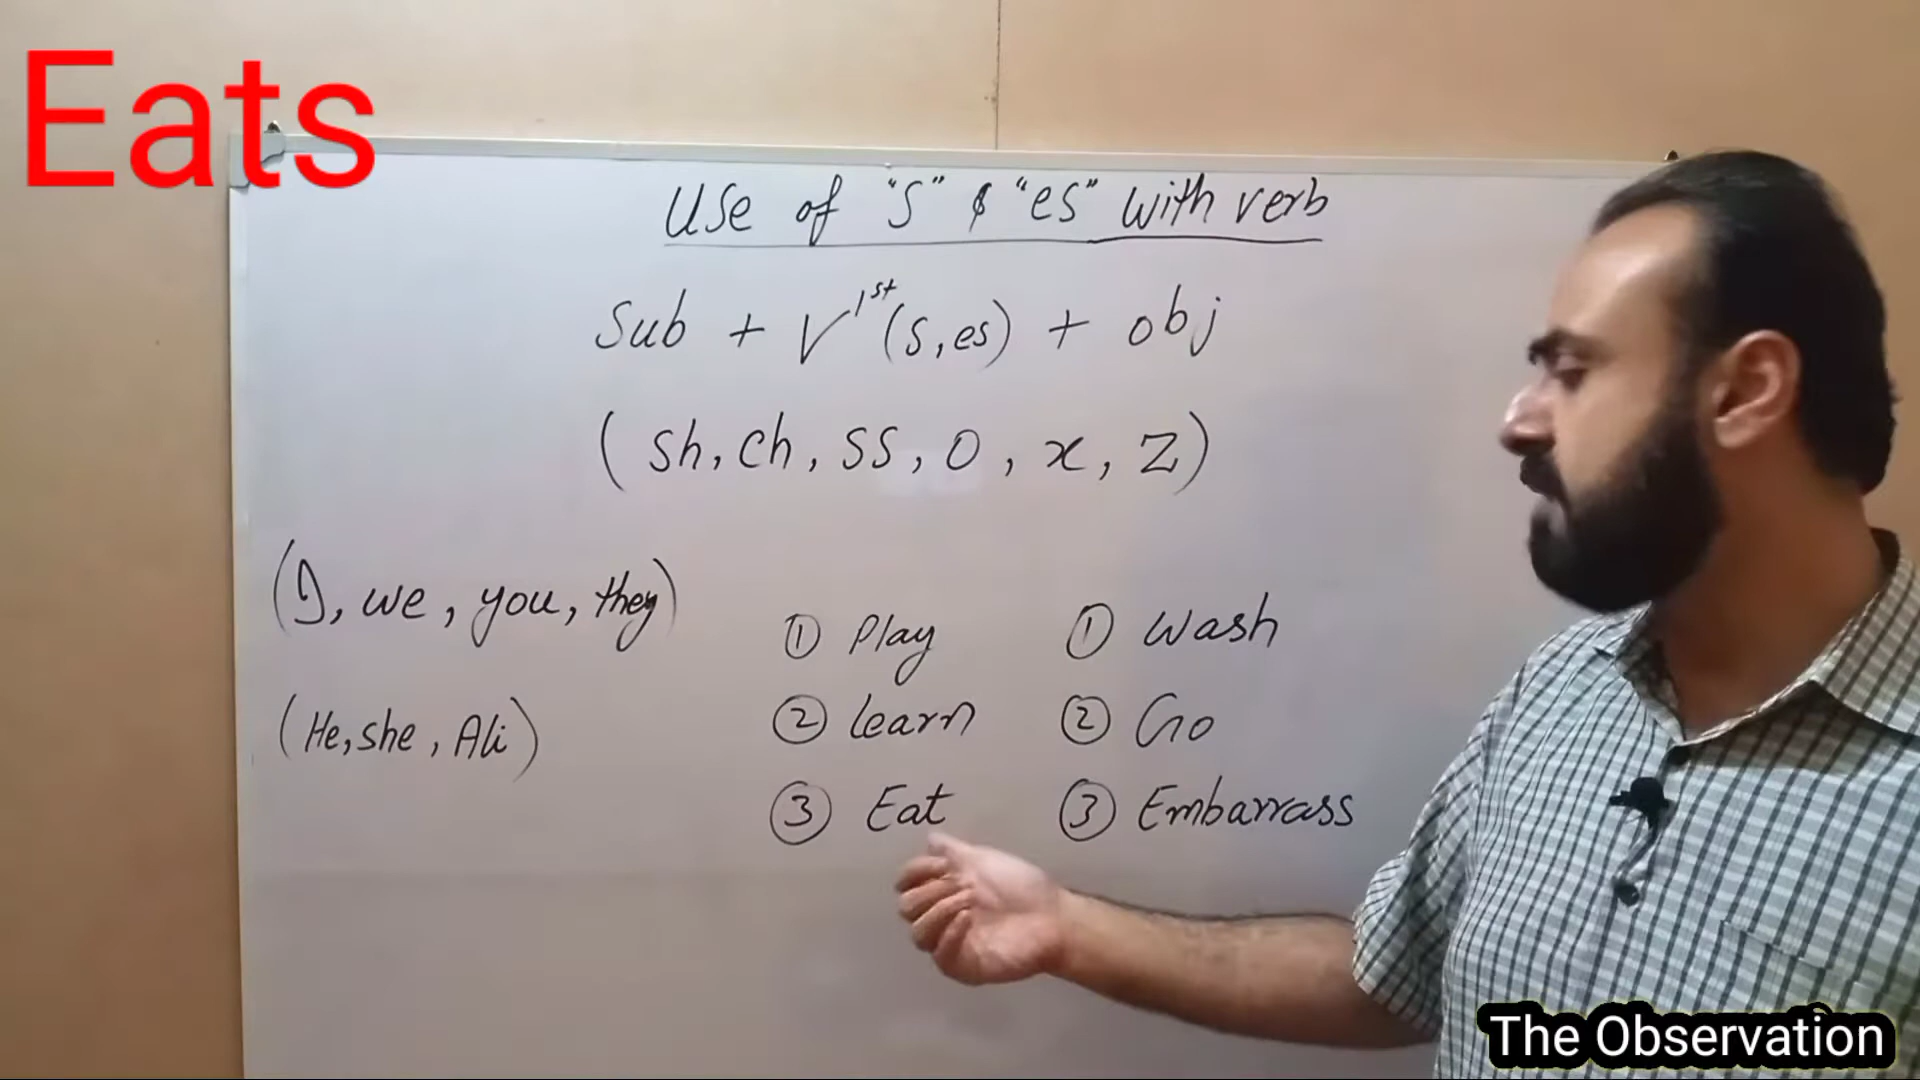 Eats
Use of "S" & "es" with verb
Sub + V 1st (S, es) + obj
( Sh, Ch, SS, O, x, Z )
(I, we, you, they)
(He, she, Ali)
① Play
② Learn
③ Eat
① Wash
② Go
③ Embarrass
The Observation